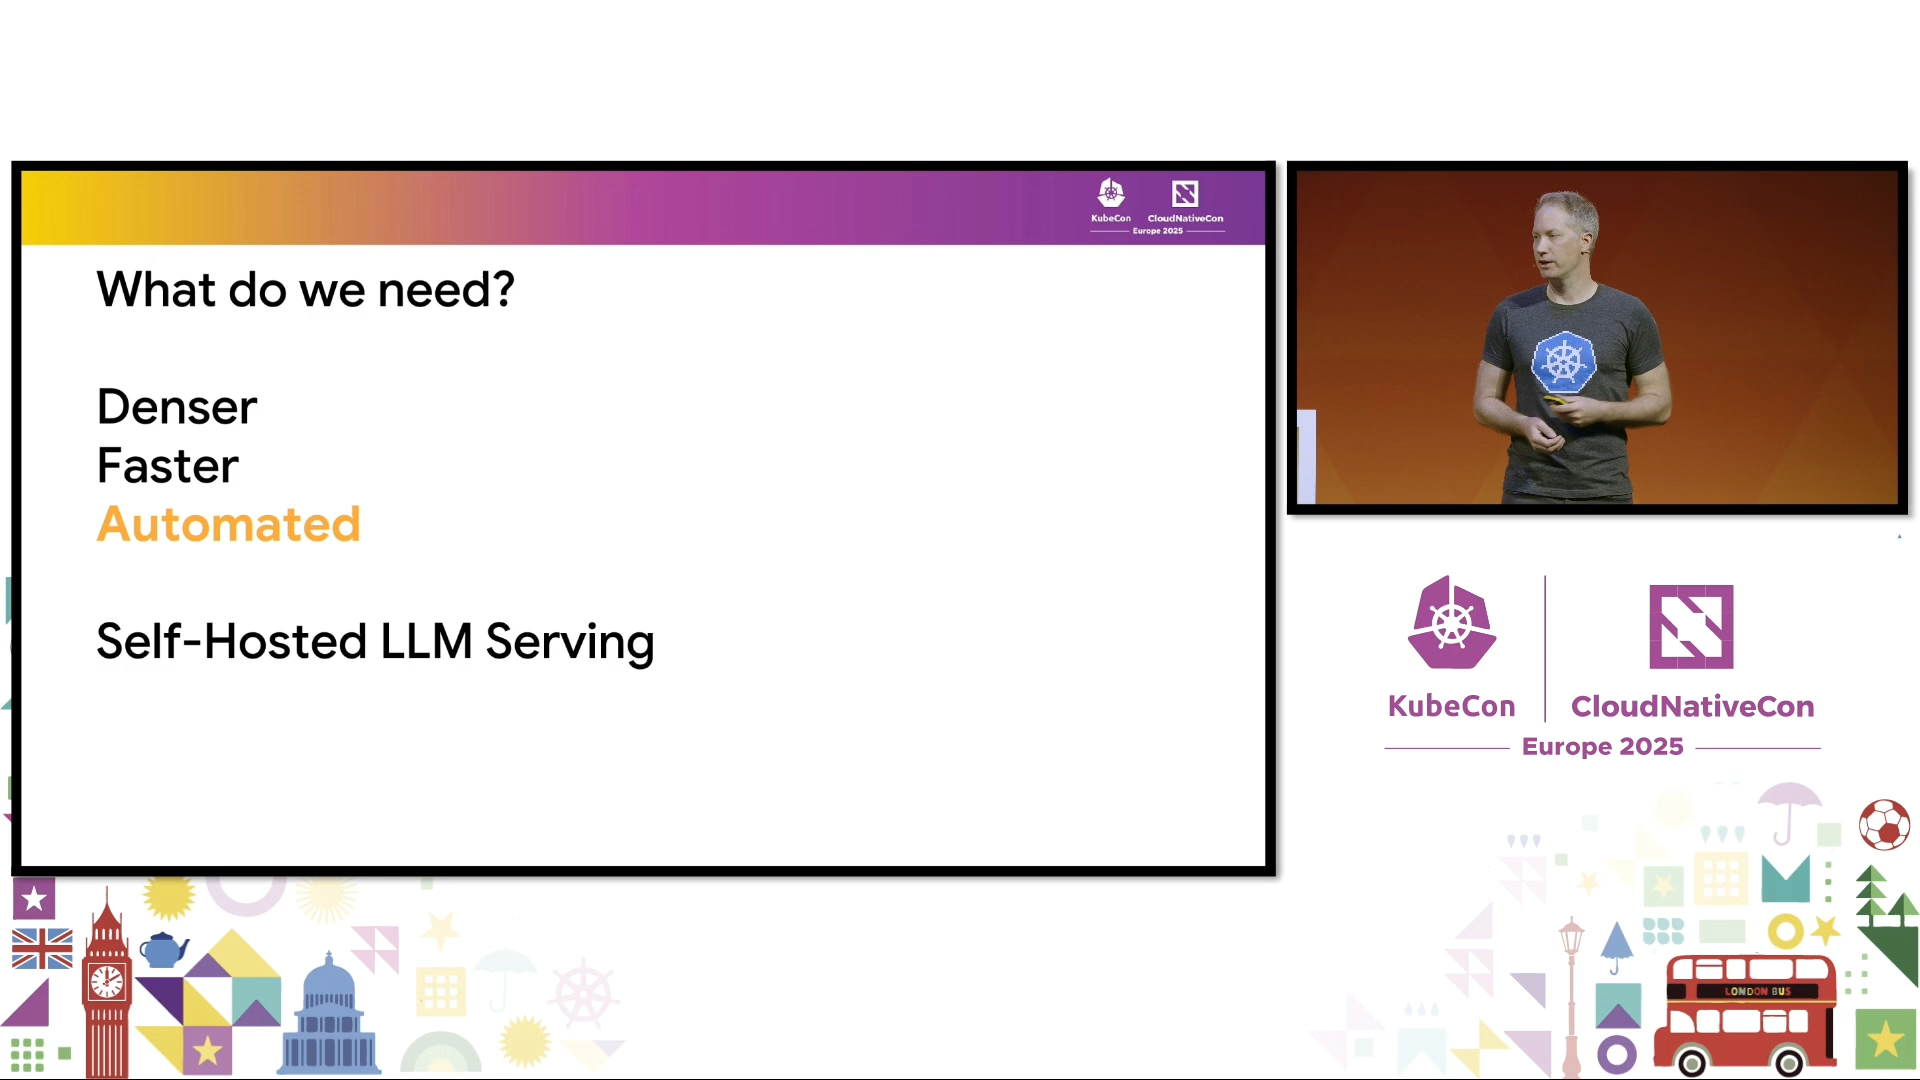 KubeCon
CloudNativeCon
Europe 2025
What do we need?
Denser
Faster
Automated
Self-Hosted LLM Serving
KubeCon
CloudNativeCon
Europe 2025
LONDON BUS